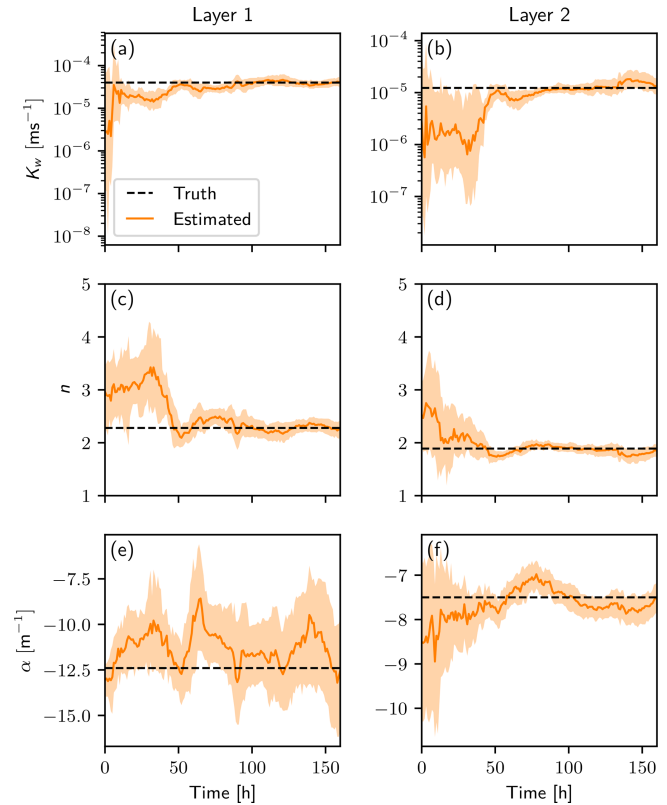 Layer 1
Layer 2
(a)
(b)
10⁻⁴
10⁻⁵
10⁻⁶
10⁻⁷
10⁻⁸
K_w [ms⁻¹]
Truth
Estimated
10⁻⁴
10⁻⁵
10⁻⁶
10⁻⁷
(c)
(d)
5
4
3
2
1
n
5
4
3
2
1
(e)
(f)
−7.5
−10.0
−12.5
−15.0
α [m⁻¹]
−7
−8
−9
−10
0
50
100
150
0
50
100
150
Time [h]
Time [h]